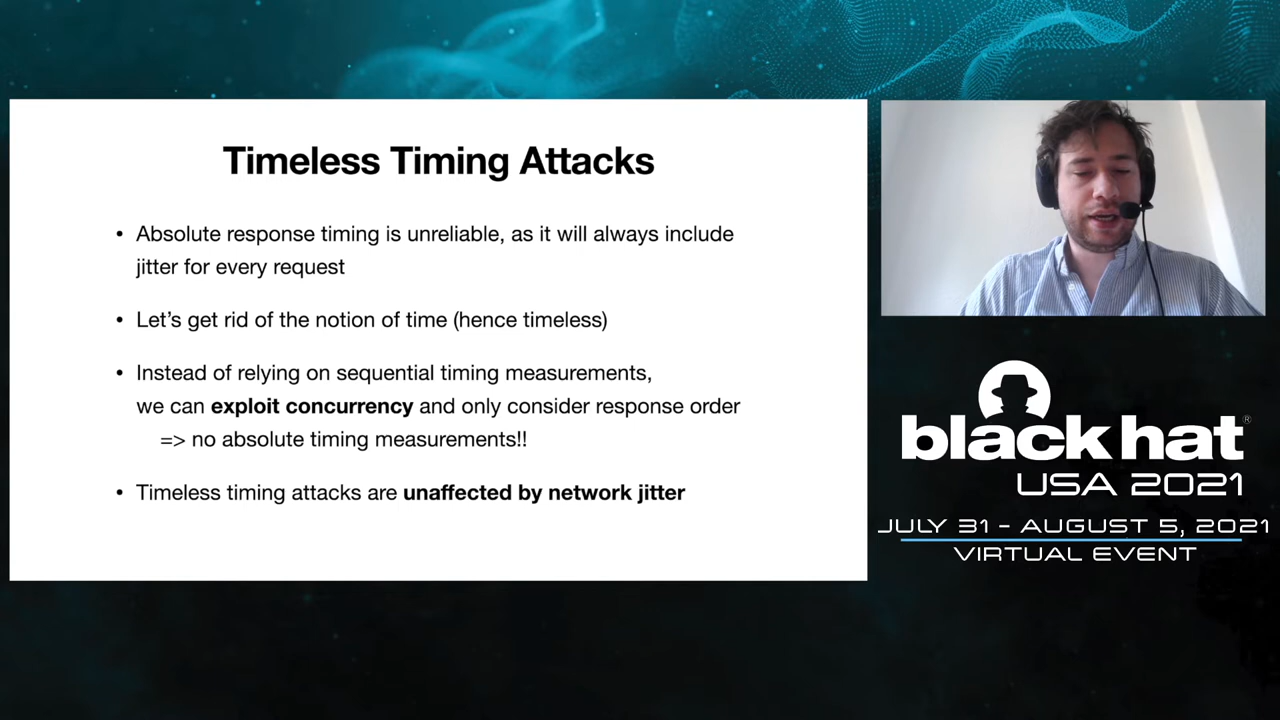 Timeless Timing Attacks
• Absolute response timing is unreliable, as it will always include
jitter for every request
• Let’s get rid of the notion of time (hence timeless)
• Instead of relying on sequential timing measurements,
we can exploit concurrency and only consider response order
=> no absolute timing measurements!!
• Timeless timing attacks are unaffected by network jitter
black hat®
USA 2021
JULY 31 - AUGUST 5, 2021
VIRTUAL EVENT